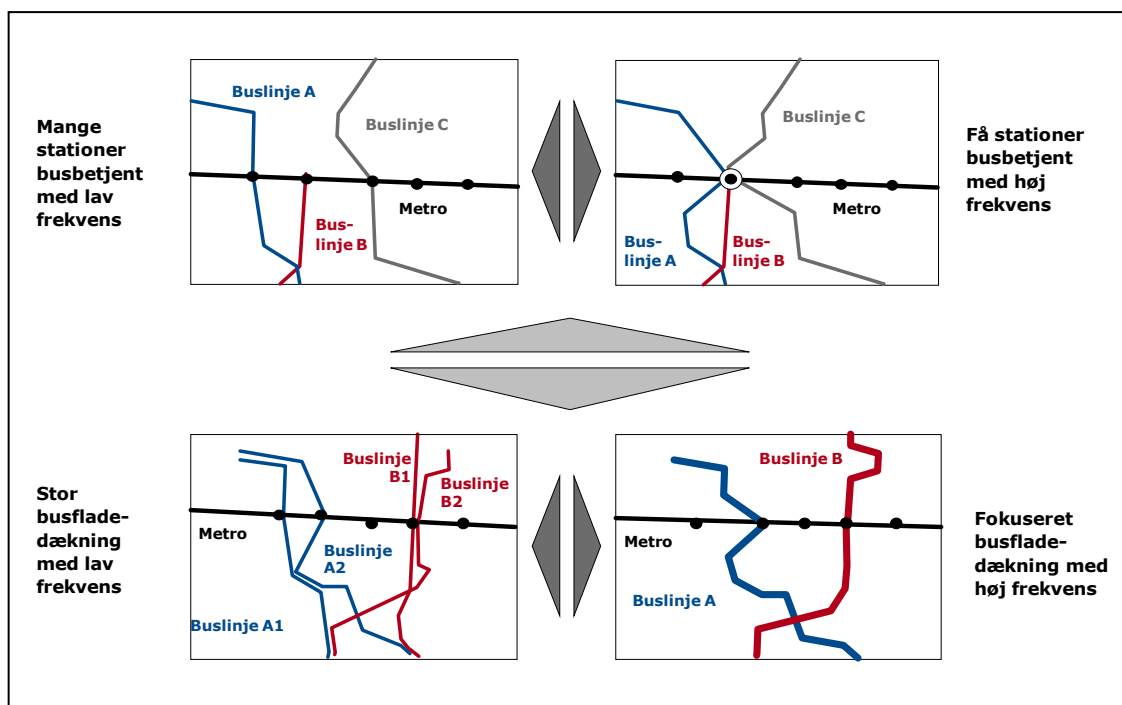 Mange
stationer
busbetjent
med lav
frekvens
Buslinje A
Buslinje C
Metro
Bus-
linje B
Buslinje C
Metro
Bus-
linje A
Bus-
linje B
Få stationer
busbetjent
med høj
frekvens
Stor
busflade-
dækning
med lav
frekvens
Buslinje
B1
Buslinje
B2
Metro
Buslinje
A2
Buslinje A1
Buslinje B
Metro
Buslinje A
Fokuseret
busflade-
dækning med
høj frekvens